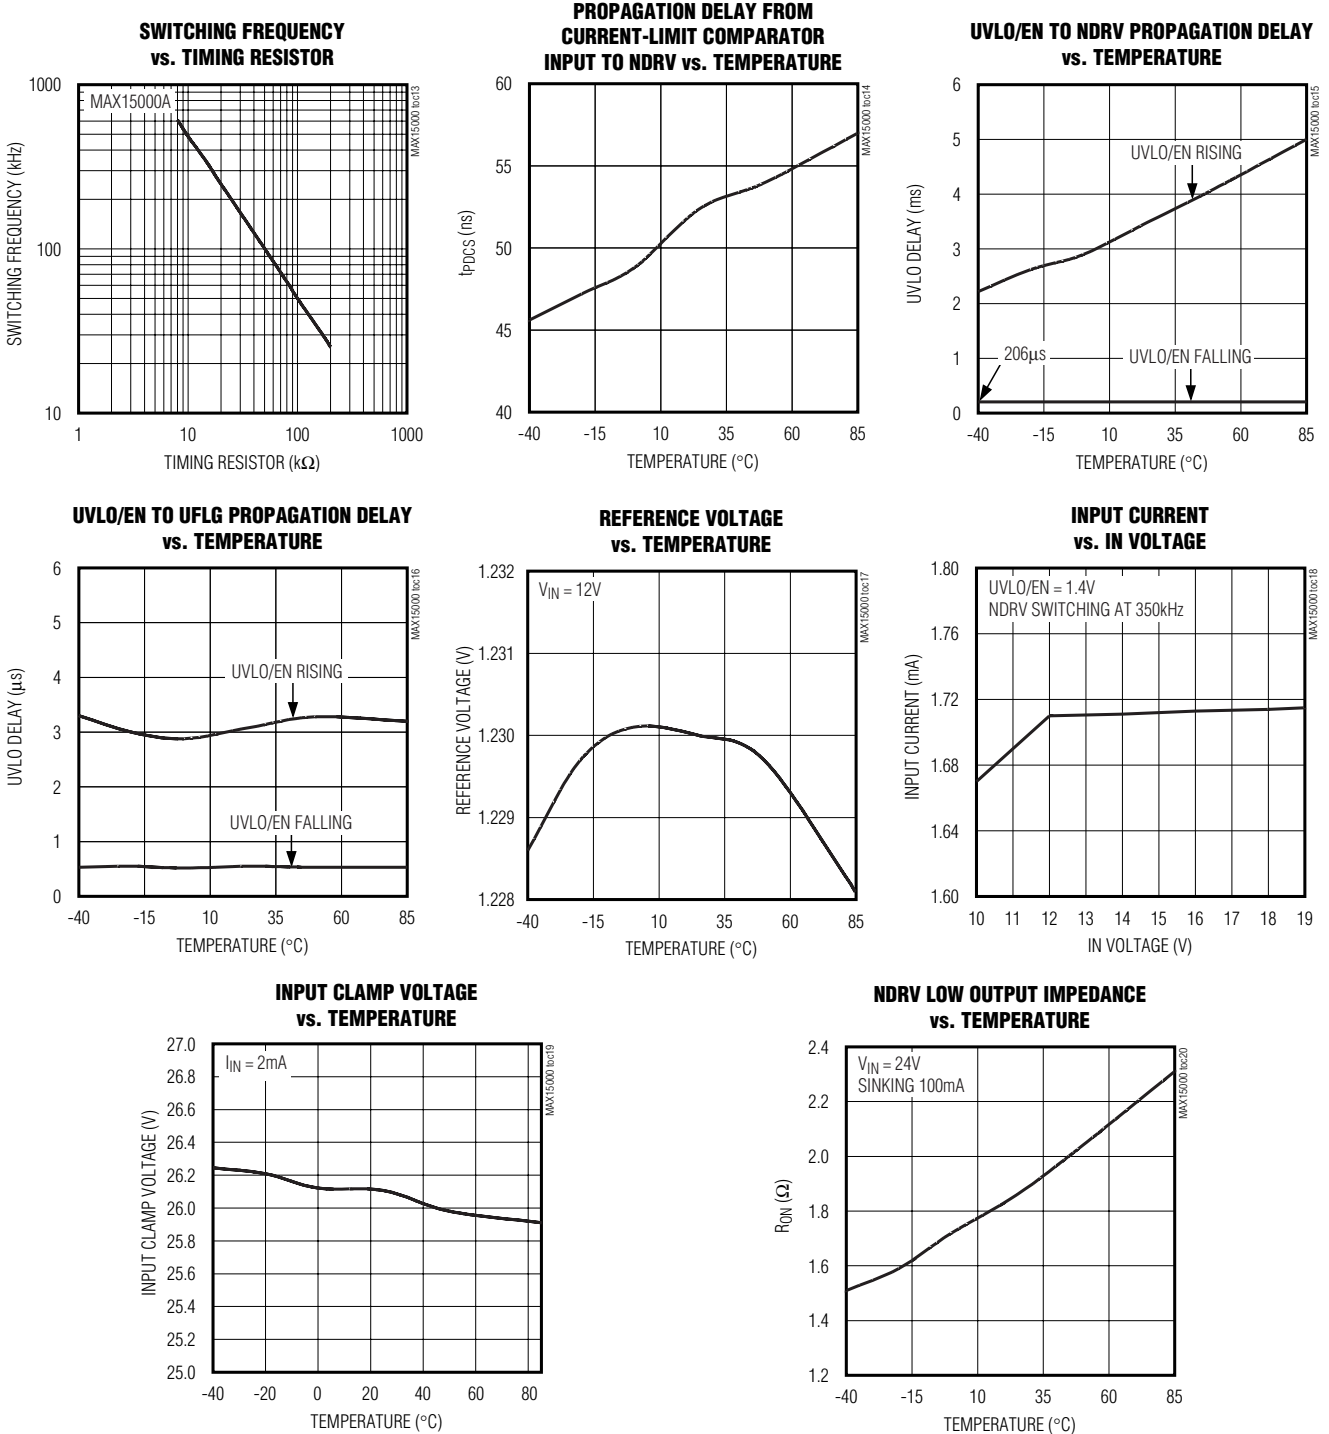 SWITCHING FREQUENCY
vs. TIMING RESISTOR
1000
100
10
SWITCHING FREQUENCY (kHz)
MAX15000A
MAX15000 toc13
1 10 100 1000
TIMING RESISTOR (kΩ)
PROPAGATION DELAY FROM
CURRENT-LIMIT COMPARATOR
INPUT TO NDRV vs. TEMPERATURE
60
55
50
45
40
tPDCS (ns)
MAX15000 toc14
-40 -15 10 35 60 85
TEMPERATURE (°C)
UVLO/EN TO NDRV PROPAGATION DELAY
vs. TEMPERATURE
6
5
4
3
2
1
0
UVLO DELAY (ms)
UVLO/EN RISING
206µs
UVLO/EN FALLING
MAX15000 toc15
-40 -15 10 35 60 85
TEMPERATURE (°C)
UVLO/EN TO UFLG PROPAGATION DELAY
vs. TEMPERATURE
6
5
4
3
2
1
0
UVLO DELAY (µs)
UVLO/EN RISING
UVLO/EN FALLING
MAX15000 toc16
-40 -15 10 35 60 85
TEMPERATURE (°C)
REFERENCE VOLTAGE
vs. TEMPERATURE
1.232
1.231
1.230
1.229
1.228
REFERENCE VOLTAGE (V)
VIN = 12V
MAX15000 toc17
-40 -15 10 35 60 85
TEMPERATURE (°C)
INPUT CURRENT
vs. IN VOLTAGE
1.80
1.76
1.72
1.68
1.64
1.60
INPUT CURRENT (mA)
UVLO/EN = 1.4V
NDRV SWITCHING AT 350kHz
MAX15000 toc18
10 11 12 13 14 15 16 17 18 19
IN VOLTAGE (V)
INPUT CLAMP VOLTAGE
vs. TEMPERATURE
27.0
26.8
26.6
26.4
26.2
26.0
25.8
25.6
25.4
25.2
25.0
INPUT CLAMP VOLTAGE (V)
IIN = 2mA
MAX15000 toc19
-40 -20 0 20 40 60 80
TEMPERATURE (°C)
NDRV LOW OUTPUT IMPEDANCE
vs. TEMPERATURE
2.4
2.2
2.0
1.8
1.6
1.4
1.2
RON (Ω)
VIN = 24V
SINKING 100mA
MAX15000 toc20
-40 -15 10 35 60 85
TEMPERATURE (°C)